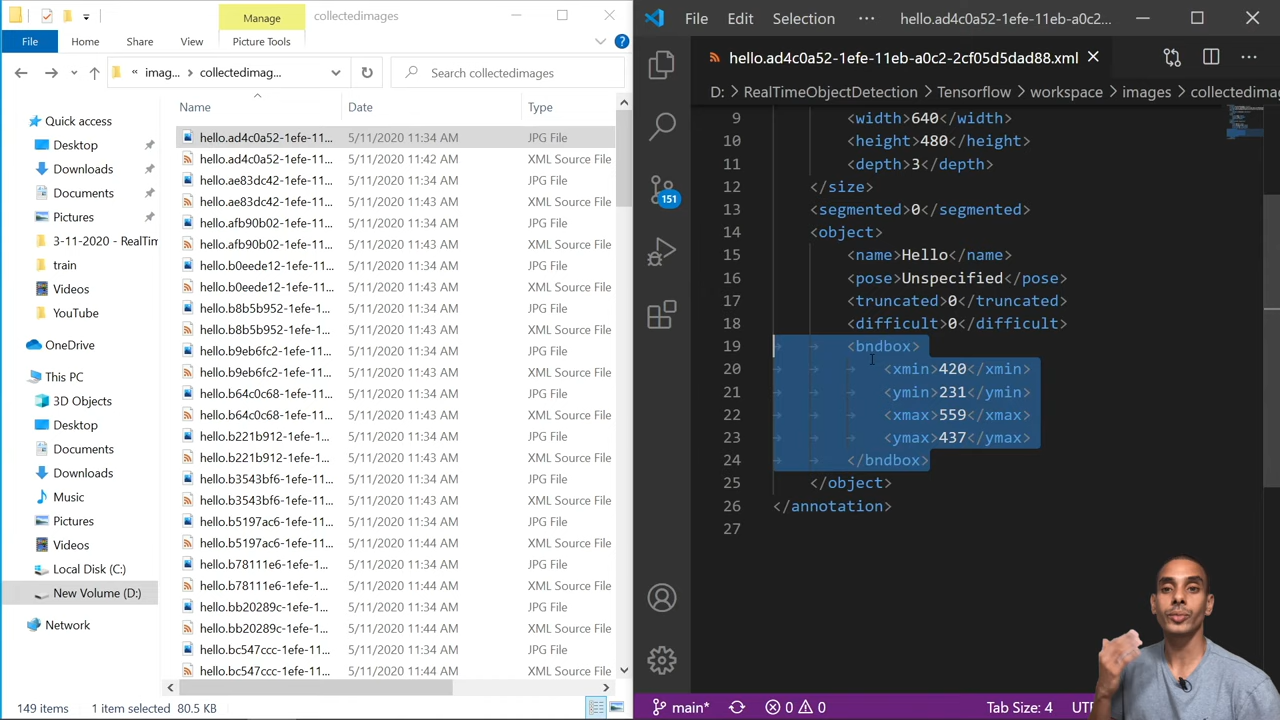 Manage
collectedimages
File
Home
Share
View
Picture Tools
« imag...
collectedimag...
Search collectedimages
Name
Date
Type
Quick access
Desktop
Downloads
Documents
Pictures
3-11-2020 - RealTim
train
Videos
YouTube
OneDrive
This PC
3D Objects
Desktop
Documents
Downloads
Music
Pictures
Videos
Local Disk (C:)
New Volume (D:)
Network
hello.ad4c0a52-1efe-11... 5/11/2020 11:34 AM JPG File
hello.ad4c0a52-1efe-11... 5/11/2020 11:42 AM XML Source File
hello.ae83dc42-1efe-11... 5/11/2020 11:34 AM JPG File
hello.ae83dc42-1efe-11... 5/11/2020 11:43 AM XML Source File
hello.afb90b02-1efe-11... 5/11/2020 11:34 AM JPG File
hello.afb90b02-1efe-11... 5/11/2020 11:43 AM XML Source File
hello.b0eede12-1efe-11... 5/11/2020 11:34 AM JPG File
hello.b0eede12-1efe-11... 5/11/2020 11:43 AM XML Source File
hello.b8b5b952-1efe-11... 5/11/2020 11:34 AM JPG File
hello.b8b5b952-1efe-11... 5/11/2020 11:43 AM XML Source File
hello.b9eb6fc2-1efe-11... 5/11/2020 11:34 AM JPG File
hello.b9eb6fc2-1efe-11... 5/11/2020 11:43 AM XML Source File
hello.b64c0c68-1efe-11... 5/11/2020 11:34 AM JPG File
hello.b64c0c68-1efe-11... 5/11/2020 11:43 AM XML Source File
hello.b221b912-1efe-11... 5/11/2020 11:34 AM JPG File
hello.b221b912-1efe-11... 5/11/2020 11:43 AM XML Source File
hello.b3543bf6-1efe-11... 5/11/2020 11:34 AM JPG File
hello.b3543bf6-1efe-11... 5/11/2020 11:43 AM XML Source File
hello.b5197ac6-1efe-11... 5/11/2020 11:34 AM JPG File
hello.b5197ac6-1efe-11... 5/11/2020 11:44 AM XML Source File
hello.b78111e6-1efe-1... 5/11/2020 11:34 AM JPG File
hello.b78111e6-1efe-1... 5/11/2020 11:44 AM XML Source File
hello.bb20289c-1efe-1... 5/11/2020 11:34 AM JPG File
hello.bb20289c-1efe-1... 5/11/2020 11:44 AM XML Source File
hello.bc547ccc-1efe-11... 5/11/2020 11:34 AM JPG File
hello.bc547ccc-1efe-11... 5/11/2020 11:44 AM XML Source File
149 items
1 item selected 80.5 KB
File Edit Selection ··· hello.ad4c0a52-1efe-11eb-a0c2...
hello.ad4c0a52-1efe-11eb-a0c2-2cf05d5dad88.xml
D: > RealTimeObjectDetection > Tensorflow > workspace > images > collectedima
151
9 <width>640</width>
10 <height>480</height>
11 <depth>3</depth>
12 </size>
13 <segmented>0</segmented>
14 <object>
15 <name>Hello</name>
16 <pose>Unspecified</pose>
17 <truncated>0</truncated>
18 <difficult>0</difficult>
19 <bndbox>
20 <xmin>420</xmin>
21 <ymin>231</ymin>
22 <xmax>559</xmax>
23 <ymax>437</ymax>
24 </bndbox>
25 </object>
26 </annotation>
27
main* 0 0 Tab Size: 4 UTF